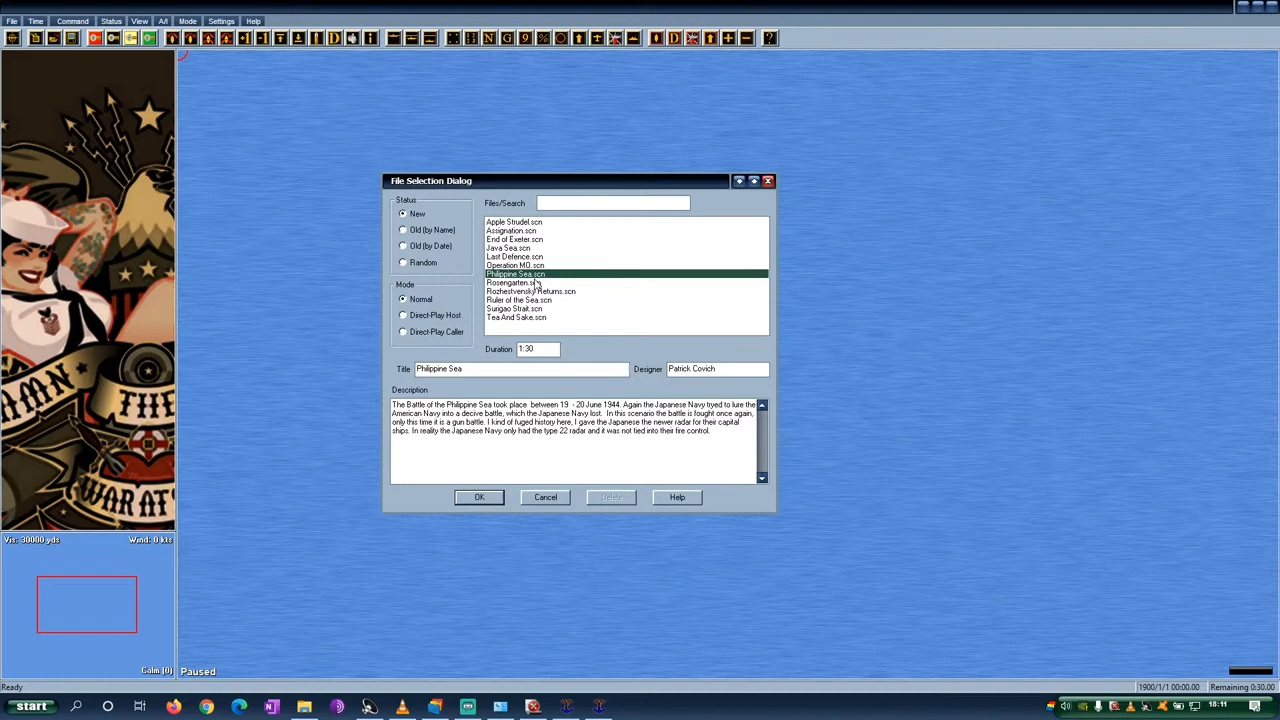 File Time Command Status View A/I Mode Settings Help
N G 9 % D ?
File Selection Dialog
Status
New
Old (by Name)
Old (by Date)
Random
Mode
Normal
Direct-Play Host
Direct-Play Caller
Files/Search
Apple Strudel.scn
Assignation.scn
End of Exeter.scn
Java Sea.scn
Last Defence.scn
Operation MO.scn
Philippine Sea.scn
Rosengarten.scn
Rozhestvensky Returns.scn
Ruler of the Sea.scn
Surigao Strait.scn
Tea And Sake.scn
Duration 1:30
Title Philippine Sea Designer Patrick Covich
Description
The Battle of the Philippine Sea took place between 19 - 20 June 1944. Again the Japanese Navy tryed to lure the
American Navy into a decive battle, which the Japanese Navy lost. In this scenario the battle is fought once again,
only this time it is a gun battle. I kind of fuged history here, I gave the Japanese the newer radar for their capital
ships. In reality the Japanese Navy only had the type 22 radar and it was not tied into their fire control.
OK Cancel Delete Help
THE
WAR AT
Vis: 30000 yds Wind: 0 kts
Calm (0)
Paused
Ready 1900/1/1 00:00.00 Remaining 0:30.00
start 18:11